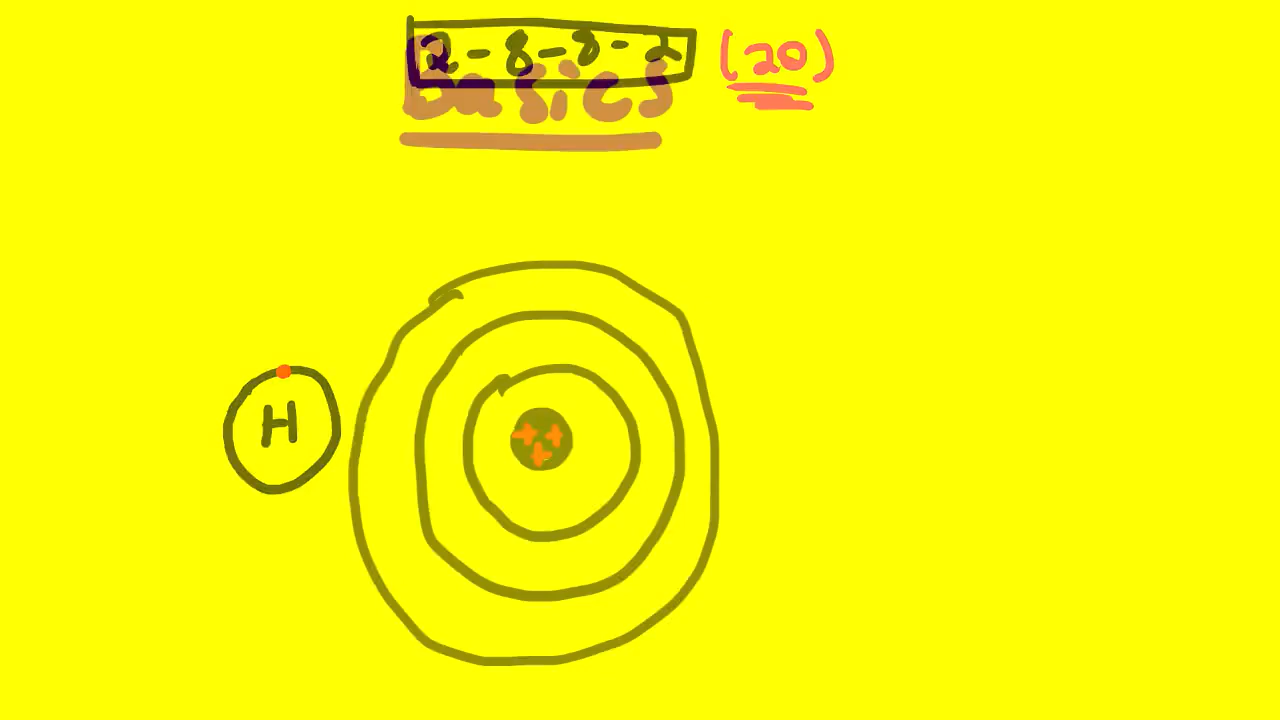 2 - 8 - 8 - 2 (20)
Basics
H
+ +
+